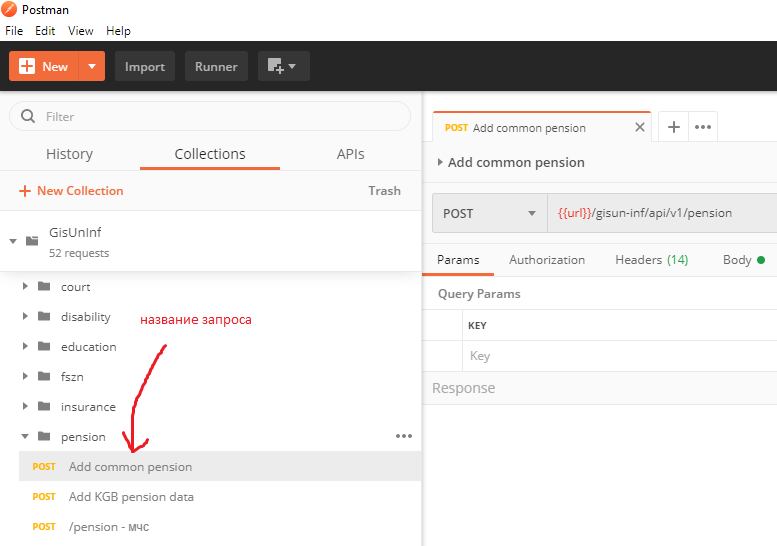 Postman
File Edit View Help
New
Import
Runner
Filter
History
Collections
APIs
New Collection
Trash
GisUnInf
52 requests
court
disability
education
fszn
insurance
pension
POST Add common pension
POST Add KGB pension data
POST /pension - мчс
название запроса
POST Add common pension
Add common pension
POST
{{url}}/gisun-inf/api/v1/pension
Params
Authorization
Headers (14)
Body
Query Params
KEY
Key
Response